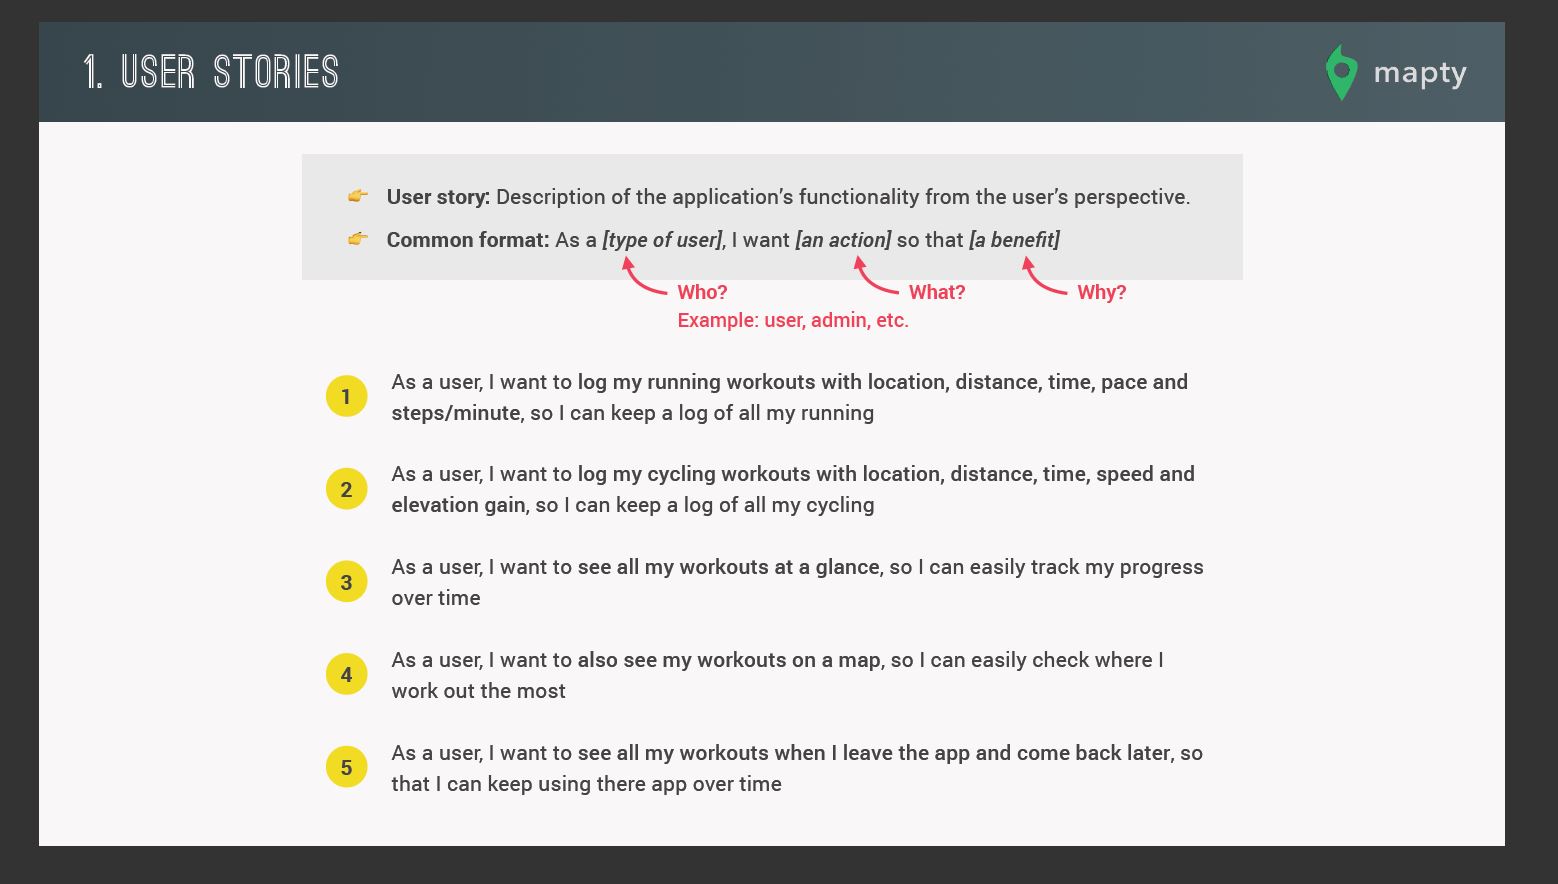 1. USER STORIES
mapty
User story: Description of the application's functionality from the user's perspective.
Common format: As a [type of user], I want [an action] so that [a benefit]
Who?
What?
Why?
Example: user, admin, etc.
1
As a user, I want to log my running workouts with location, distance, time, pace and
steps/minute, so I can keep a log of all my running
2
As a user, I want to log my cycling workouts with location, distance, time, speed and
elevation gain, so I can keep a log of all my cycling
3
As a user, I want to see all my workouts at a glance, so I can easily track my progress
over time
4
As a user, I want to also see my workouts on a map, so I can easily check where I
work out the most
5
As a user, I want to see all my workouts when I leave the app and come back later, so
that I can keep using there app over time